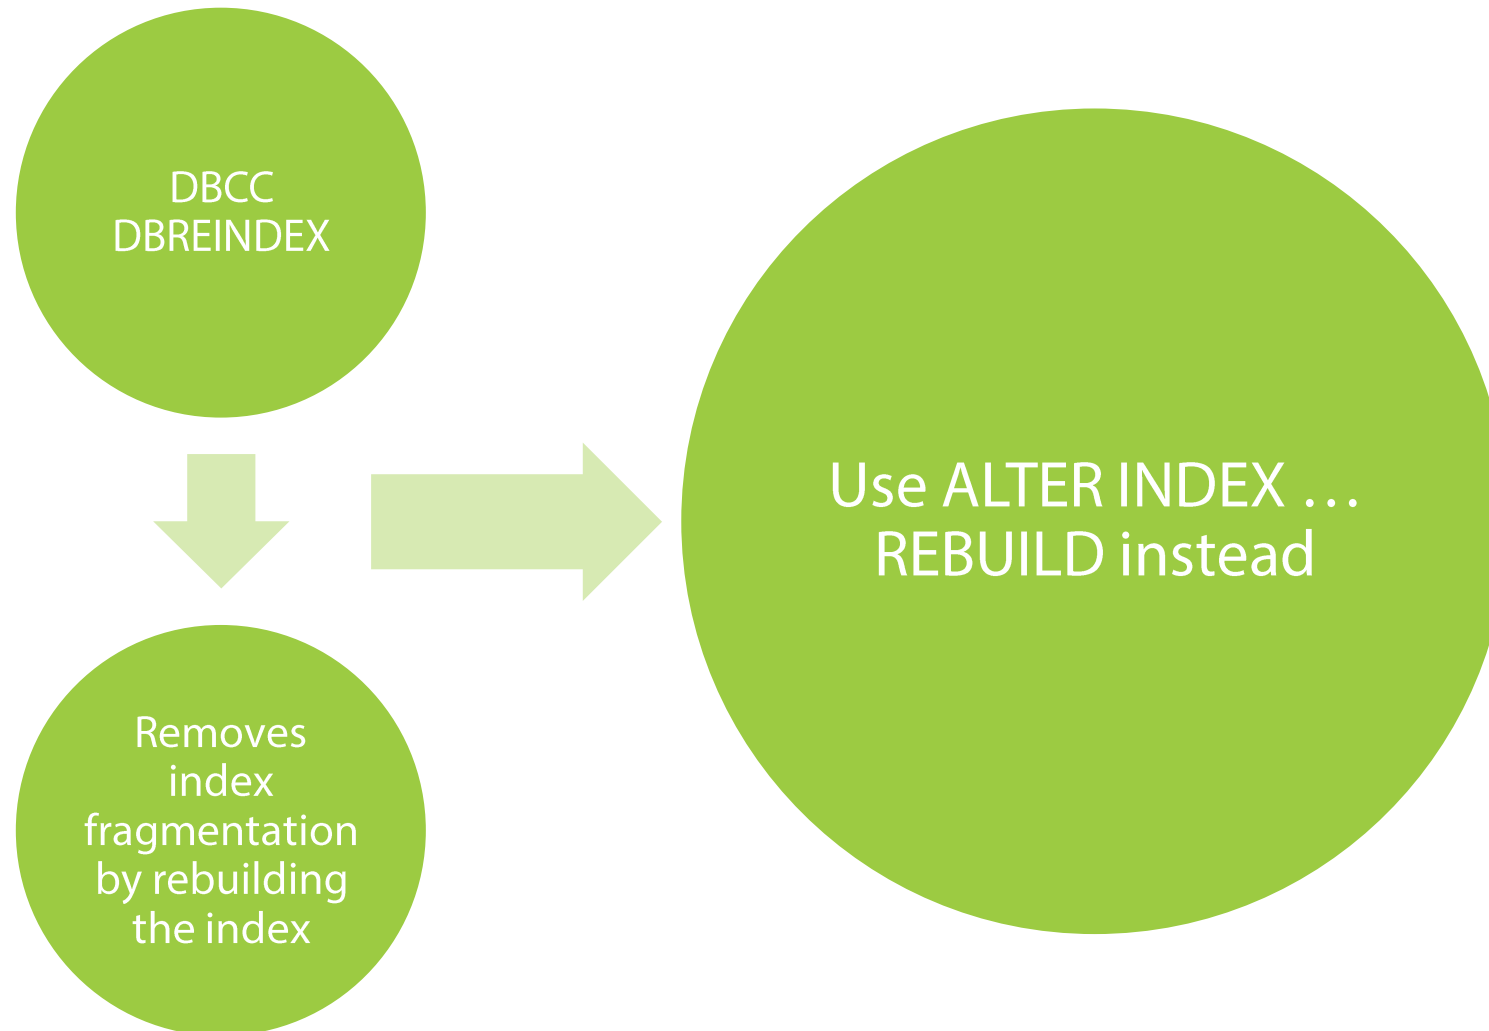 DBCC
DBREINDEX
Removes
index
fragmentation
by rebuilding
the index
Use ALTER INDEX …
REBUILD instead